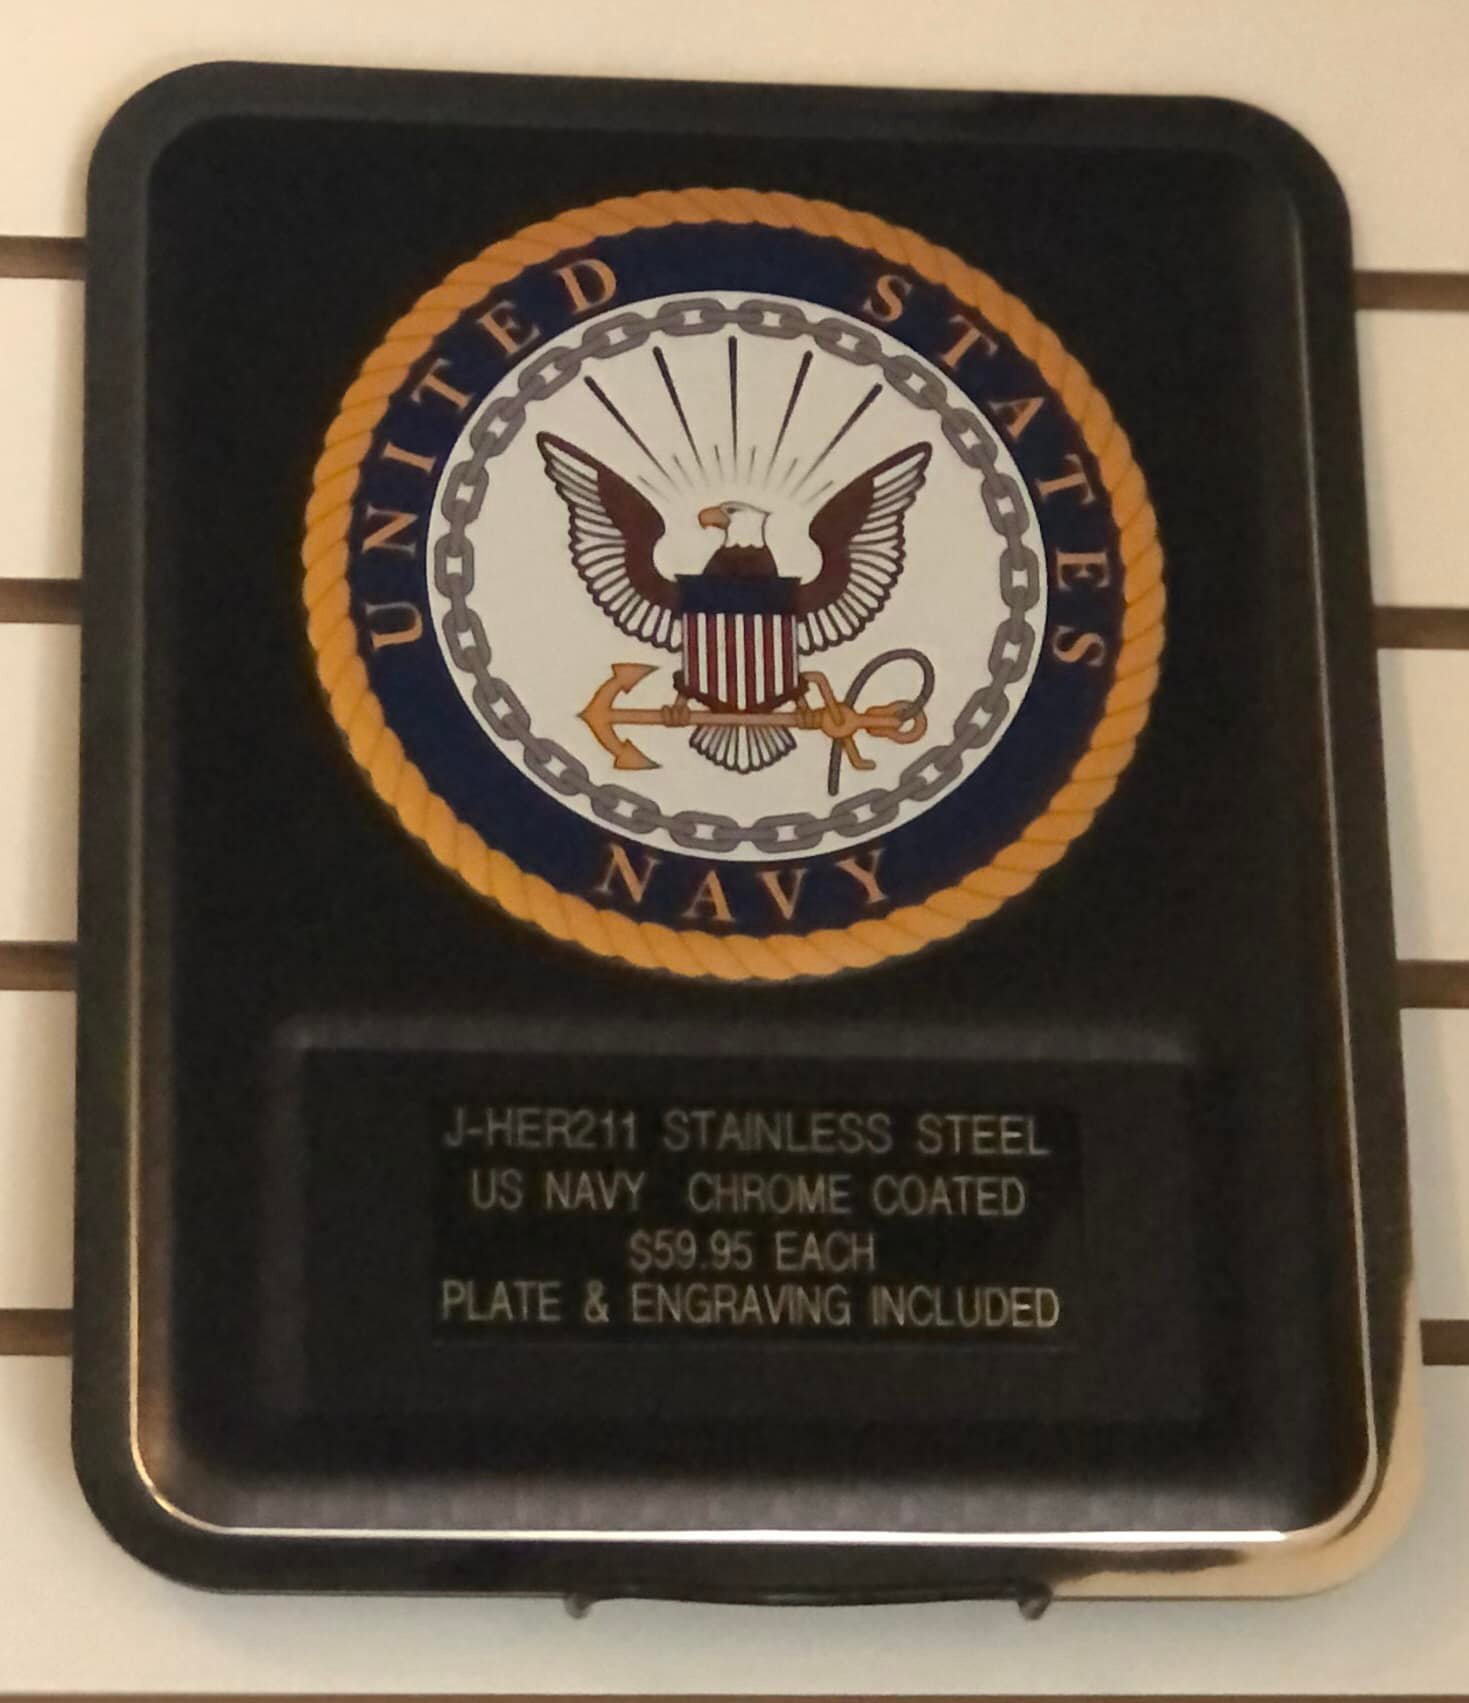 UNITED STATES
NAVY
J-HER211 STAINLESS STEEL
US NAVY CHROME COATED
$59.95 EACH
PLATE & ENGRAVING INCLUDED